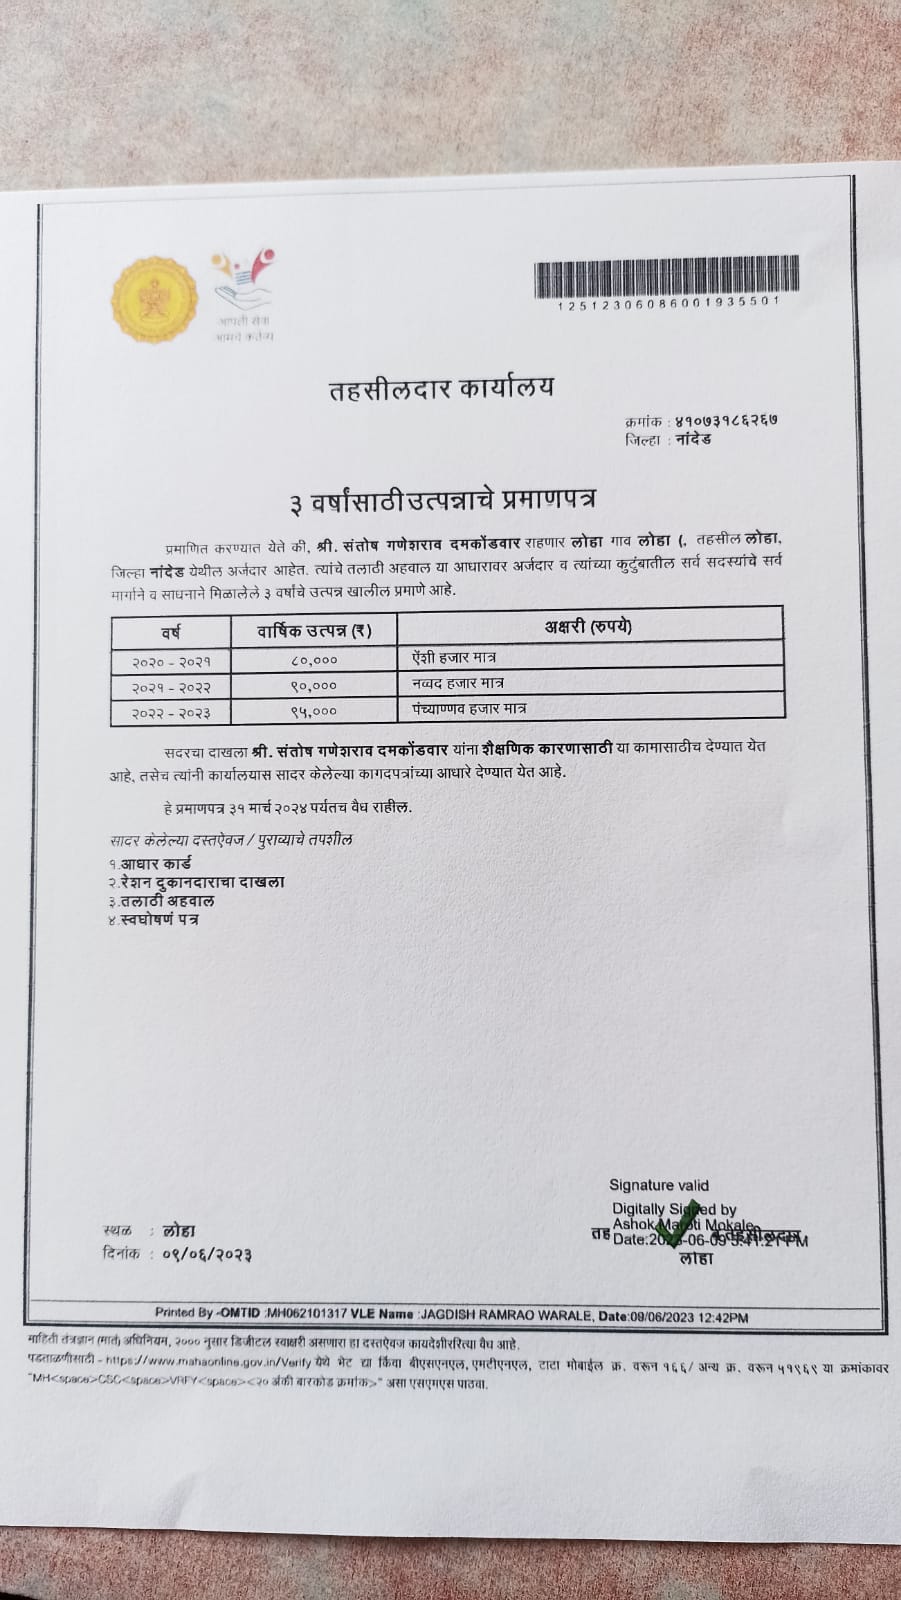 आपली सेवा
आमचे कर्तव्य
12512306086001935501
तहसीलदार कार्यालय
क्रमांक : ४१०७३१८६२६७
जिल्हा : नांदेड
३ वर्षांसाठी उत्पन्नाचे प्रमाणपत्र
प्रमाणित करण्यात येते की, श्री. संतोष गणेशराव दमकोंडवार राहणार लोहा गाव लोहा (, तहसील लोहा,
जिल्हा नांदेड येथील अर्जदार आहेत. त्यांचे तलाठी अहवाल या आधारावर अर्जदार व त्यांच्या कुटुंबातील सर्व सदस्यांचे सर्व
मार्गाने व साधनाने मिळालेले ३ वर्षांचे उत्पन्न खालील प्रमाणे आहे.
वर्ष वार्षिक उत्पन्न (₹) अक्षरी (रुपये)
२०२० - २०२१ ८०,००० ऐंशी हजार मात्र
२०२१ - २०२२ ९०,००० नव्वद हजार मात्र
२०२२ - २०२३ ९५,००० पंच्याण्णव हजार मात्र
सदरचा दाखला श्री. संतोष गणेशराव दमकोंडवार यांना शैक्षणिक कारणासाठी या कामासाठीच देण्यात येत
आहे, तसेच त्यांनी कार्यालयास सादर केलेल्या कागदपत्रांच्या आधारे देण्यात येत आहे.
हे प्रमाणपत्र ३१ मार्च २०२४ पर्यतच वैध राहील.
सादर केलेल्या दस्तऐवज / पुराव्याचे तपशील
१.आधार कार्ड
२.रेशन दुकानदाराचा दाखला
३.तलाठी अहवाल
४.स्वघोषणं पत्र
Signature valid
Digitally Signed by
Ashok Maroti Mokale
तह Date:2023-06-09 तहसीलदार,
लोहा
स्थळ : लोहा
दिनांक : ०९/०६/२०२३
Printed By -OMTID :MH062101317 VLE Name :JAGDISH RAMRAO WARALE, Date:09/06/2023 12:42PM
माहिती तंत्रज्ञान (मातं) अधिनियम, २००० नुसार डिजीटल स्वाक्षरी असणारा हा दस्तऐवज कायदेशीररित्या वैध आहे.
पडताळणीसाठी - https://www.mahaonline.gov.in/Verify येथे भेट द्या किंवा बीएसएनएल, एमटीएनएल, टाटा मोबाईल क्र. वरून १६६/ अन्य क्र. वरून ५१९६९ या क्रमांकावर
"MH<space>CSC<space>VRFY<space><२० अंकी बारकोड क्रमांक>" असा एसएमएस पाठवा.